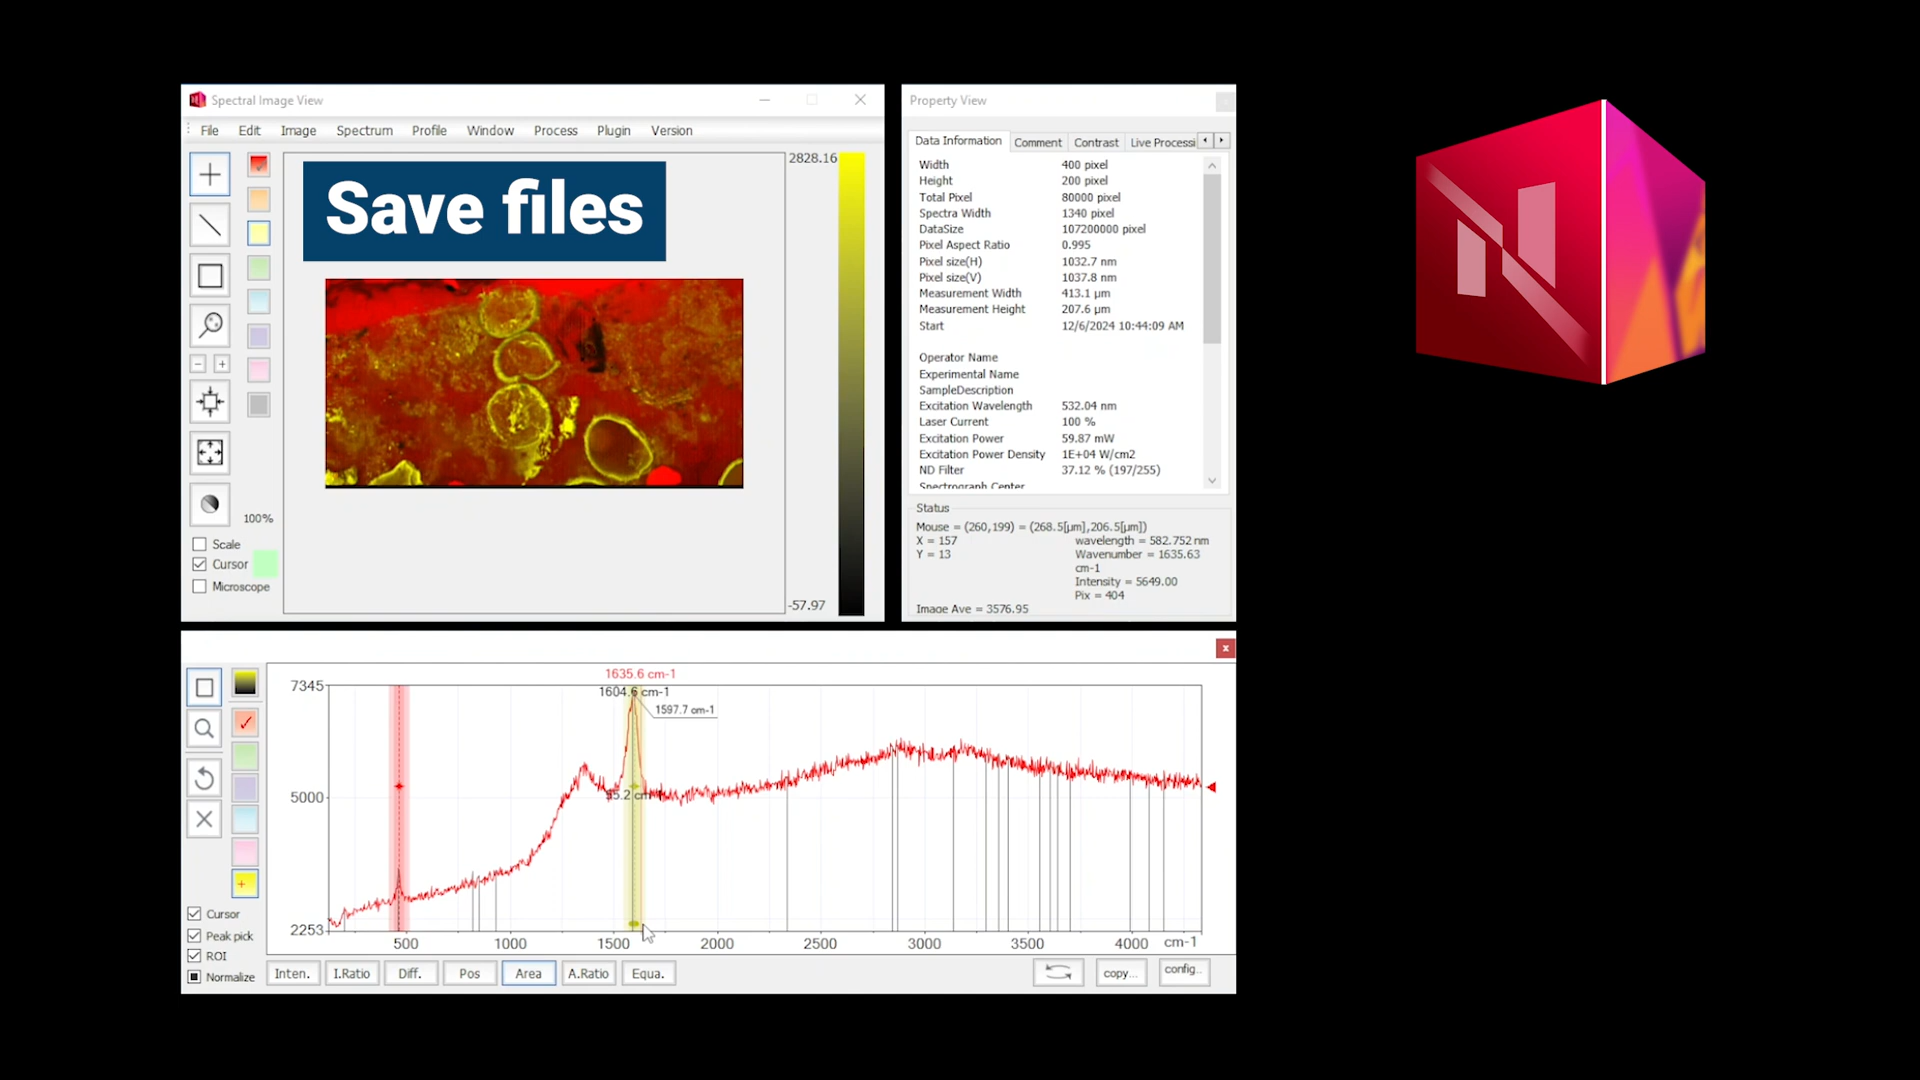 Spectral Image View
File Edit Image Spectrum Profile Window Process Plugin Version
Save files
2828.16
-57.97
100%
Scale
Cursor
Microscope
Property View
Data Information Comment Contrast Live Processi
Width 400 pixel
Height 200 pixel
Total Pixel 80000 pixel
Spectra Width 1340 pixel
DataSize 107200000 pixel
Pixel Aspect Ratio 0.995
Pixel size(H) 1032.7 nm
Pixel size(V) 1037.8 nm
Measurement Width 413.1 µm
Measurement Height 207.6 µm
Start 12/6/2024 10:44:09 AM
Operator Name
Experimental Name
SampleDescription
Excitation Wavelength 532.04 nm
Laser Current 100 %
Excitation Power 59.87 mW
Excitation Power Density 1E+04 W/cm2
ND Filter 37.12 % (197/255)
Spectrograph Center
Status
Mouse = (260,199) = (268.5[µm],206.5[µm])
X = 157 wavelength = 582.752 nm
Y = 13 Wavenumber = 1635.63
cm-1
Intensity = 5649.00
Pix = 404
Image Ave = 3576.95
1635.6 cm-1
1604.6 cm-1
1597.7 cm-1
7345
5000
2253
500 1000 1500 2000 2500 3000 3500 4000 cm-1
Cursor
Peak pick
ROI
Normalize
Inten. I.Ratio Diff. Pos Area A.Ratio Equa. copy... config..